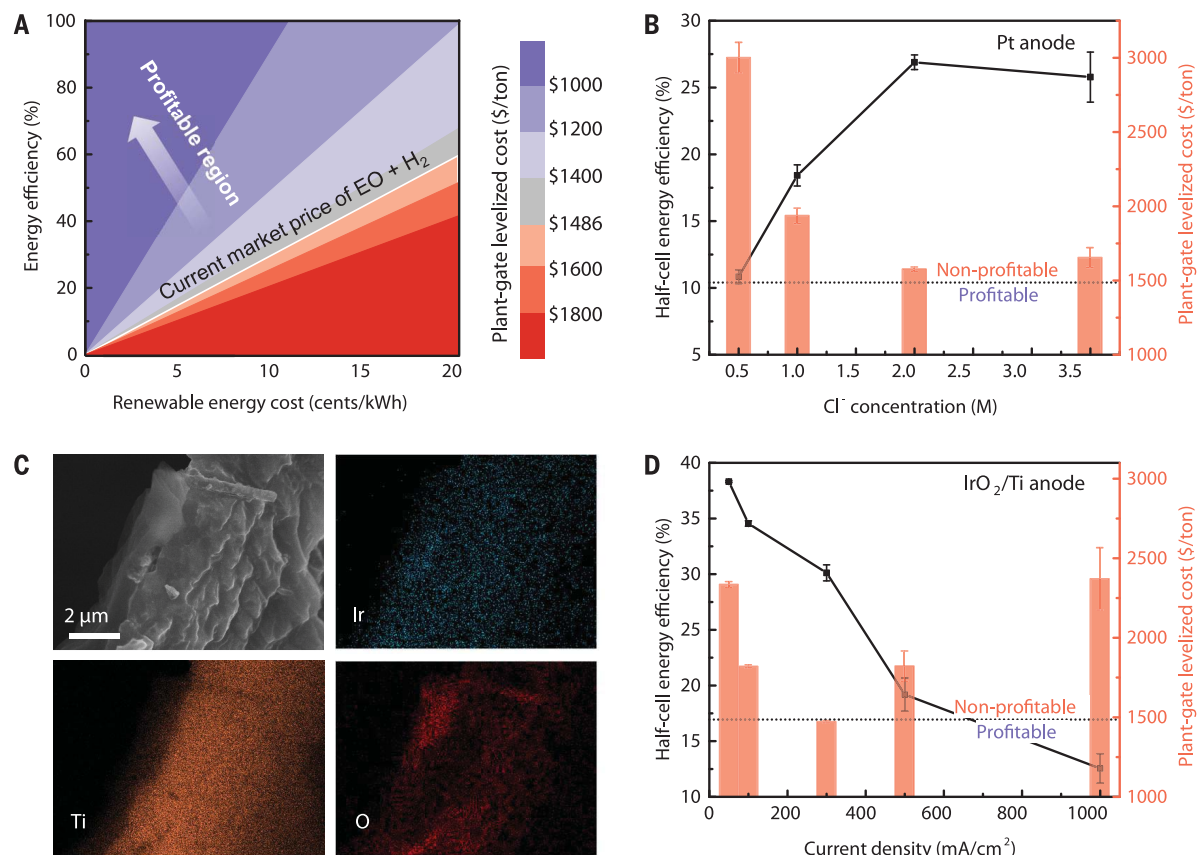 A
Energy efficiency (%)
100
80
60
40
20
0
0
5
10
15
20
Renewable energy cost (cents/kWh)
Profitable region
Current market price of EO + H₂
Plant-gate levelized cost ($/ton)
$1000
$1200
$1400
$1486
$1600
$1800
B
Half-cell energy efficiency (%)
30
25
20
15
10
5
Pt anode
Non-profitable
Profitable
0.5
1.0
1.5
2.0
2.5
3.0
3.5
Cl⁻ concentration (M)
3000
2500
2000
1500
1000
Plant-gate levelized cost ($/ton)
C
2 µm
Ir
Ti
O
D
Half-cell energy efficiency (%)
40
35
30
25
20
15
10
IrO₂/Ti anode
Non-profitable
Profitable
0
200
400
600
800
1000
Current density (mA/cm²)
3000
2500
2000
1500
1000
Plant-gate levelized cost ($/ton)